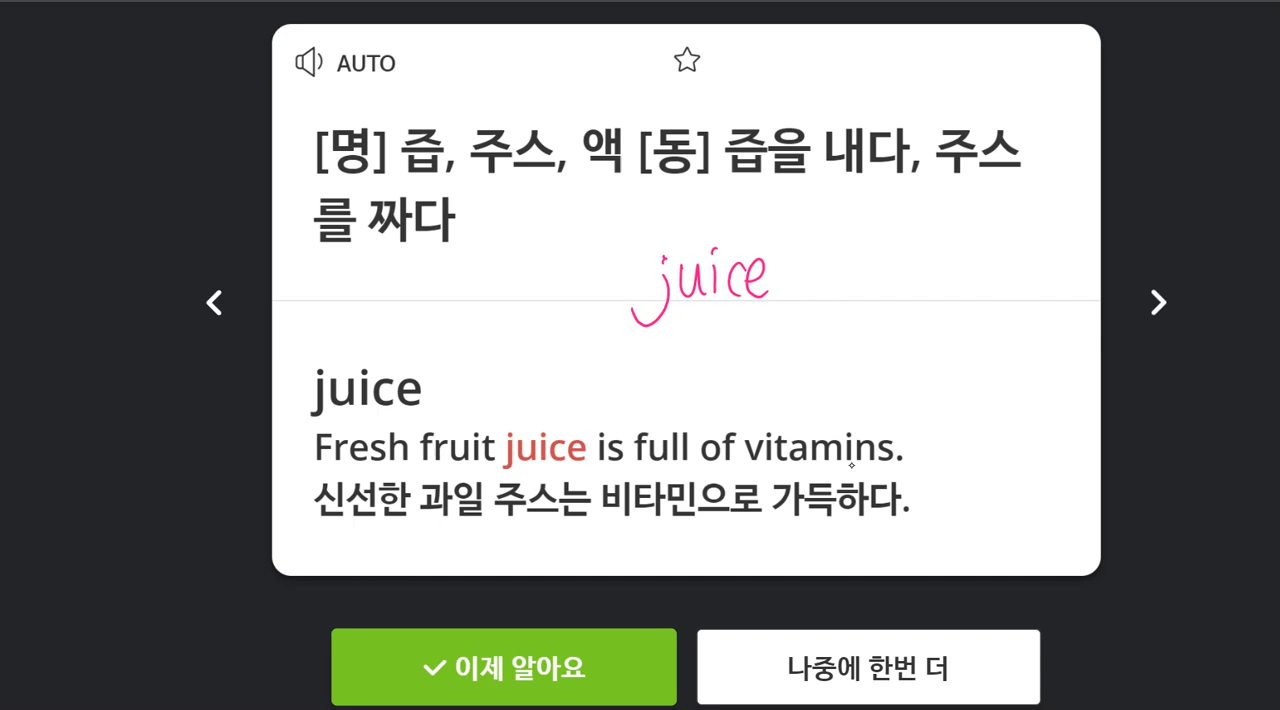 AUTO
[명] 즙, 주스, 액 [동] 즙을 내다, 주스
를 짜다
juice
juice
Fresh fruit juice is full of vitamins.
신선한 과일 주스는 비타민으로 가득하다.
이제 알아요
나중에 한번 더